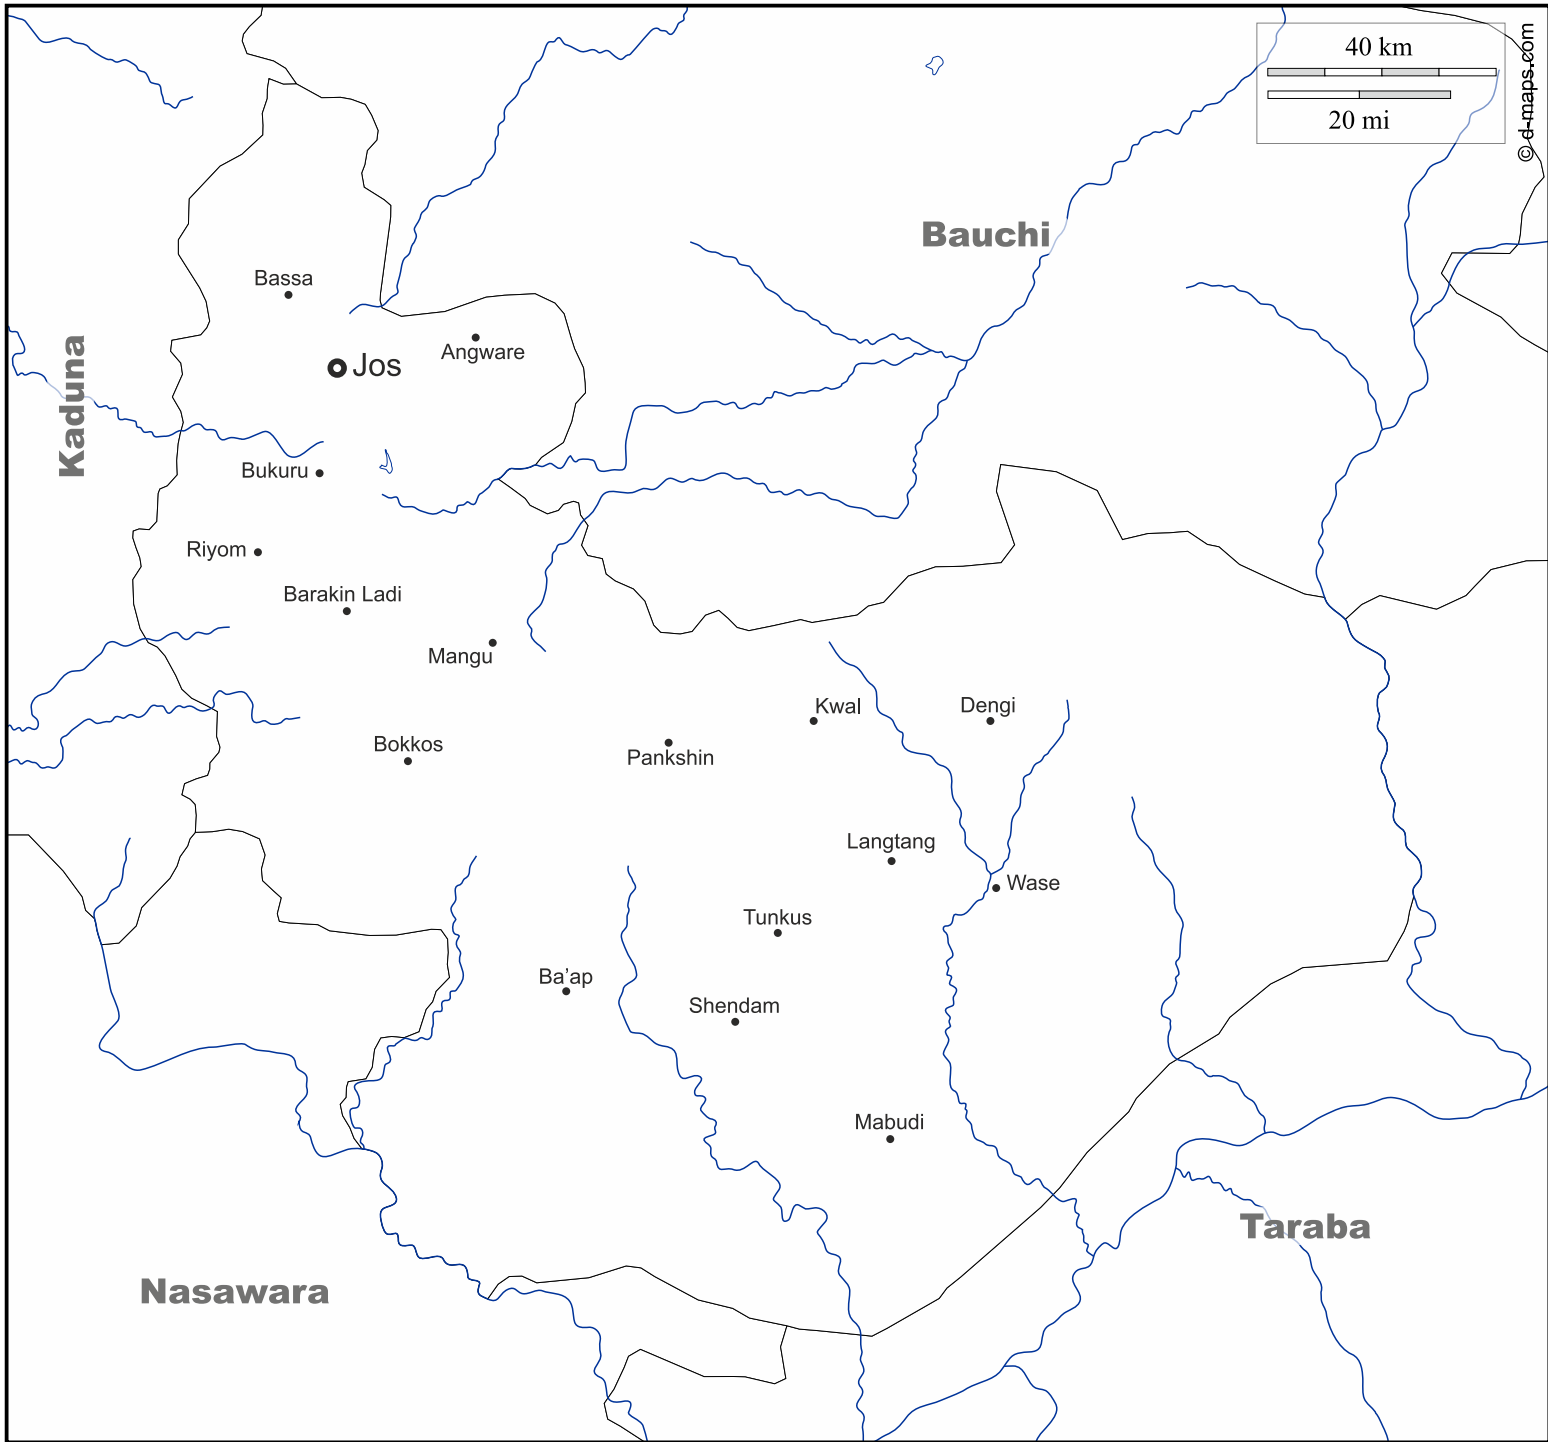 40 km
20 mi
© d-maps.com
Bauchi
Bassa
Kaduna
Angware
Jos
Bukuru
Riyom
Barakin Ladi
Mangu
Kwal
Dengi
Bokkos
Pankshin
Langtang
Wase
Tunkus
Ba'ap
Shendam
Mabudi
Taraba
Nasawara